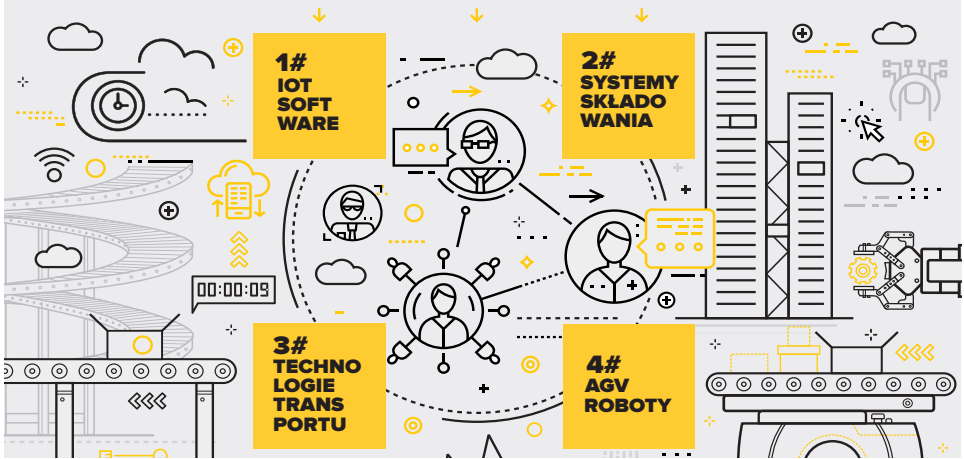 1#
IOT
SOFT
WARE
2#
SYSTEMY
SKŁADO
WANIA
00:00:09
3#
TECHNO
LOGIE
TRANS
PORTU
4#
AGV
ROBOTY